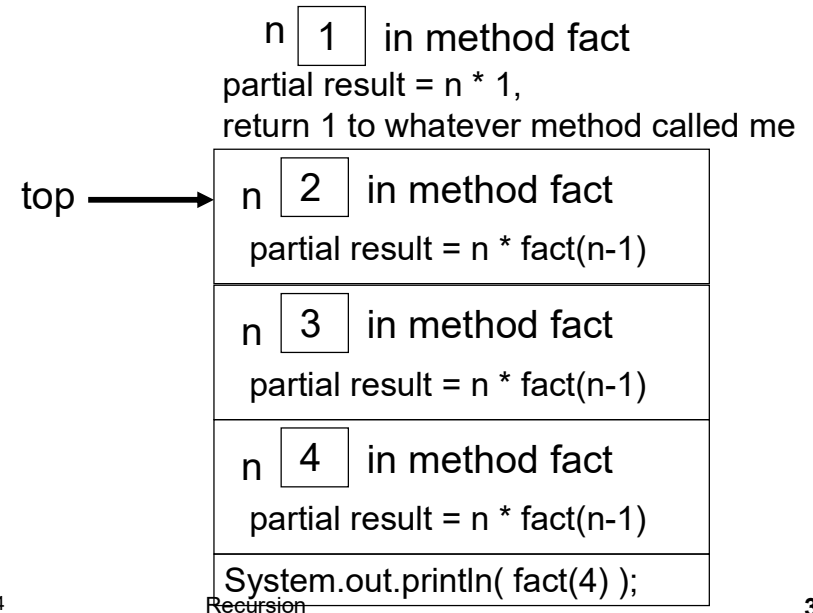 n 1 in method fact
partial result = n * 1,
return 1 to whatever method called me
top
n 2 in method fact
partial result = n * fact(n-1)
n 3 in method fact
partial result = n * fact(n-1)
n 4 in method fact
partial result = n * fact(n-1)
System.out.println( fact(4) );
4 Recursion 3